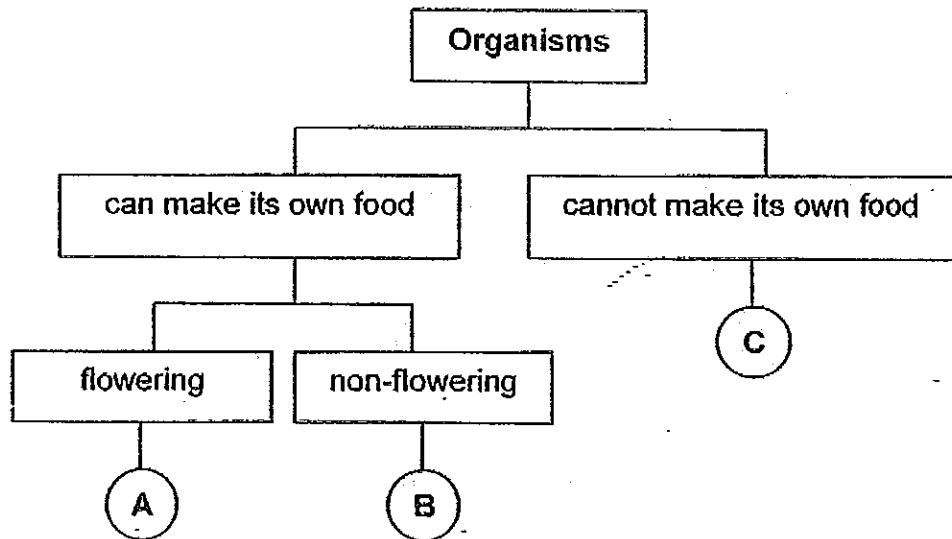 Organisms
can make its own food
cannot make its own food
C
flowering
non-flowering
A
B